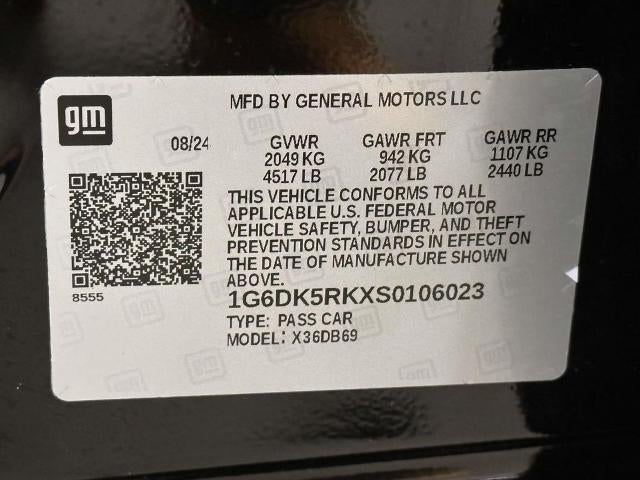 gm
MFD BY GENERAL MOTORS LLC
08/24 GVWR GAWR FRT GAWR RR
2049 KG 942 KG 1107 KG
4517 LB 2077 LB 2440 LB
THIS VEHICLE CONFORMS TO ALL
APPLICABLE U.S. FEDERAL MOTOR
VEHICLE SAFETY, BUMPER, AND THEFT
PREVENTION STANDARDS IN EFFECT ON
THE DATE OF MANUFACTURE SHOWN
ABOVE.
8555
1G6DK5RKXS0106023
TYPE: PASS CAR
MODEL: X36DB69